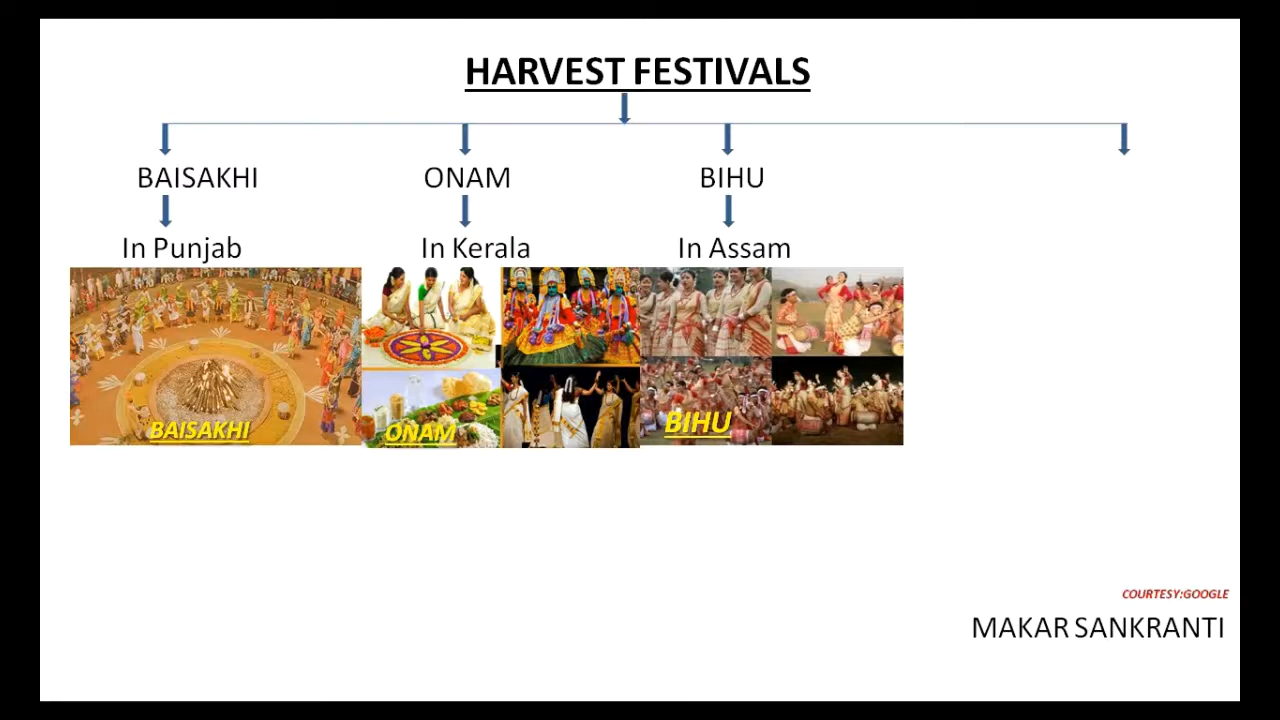 HARVEST FESTIVALS
BAISAKHI ONAM BIHU
In Punjab In Kerala In Assam
BAISAKHI ONAM BIHU
COURTESY:GOOGLE
MAKAR SANKRANTI